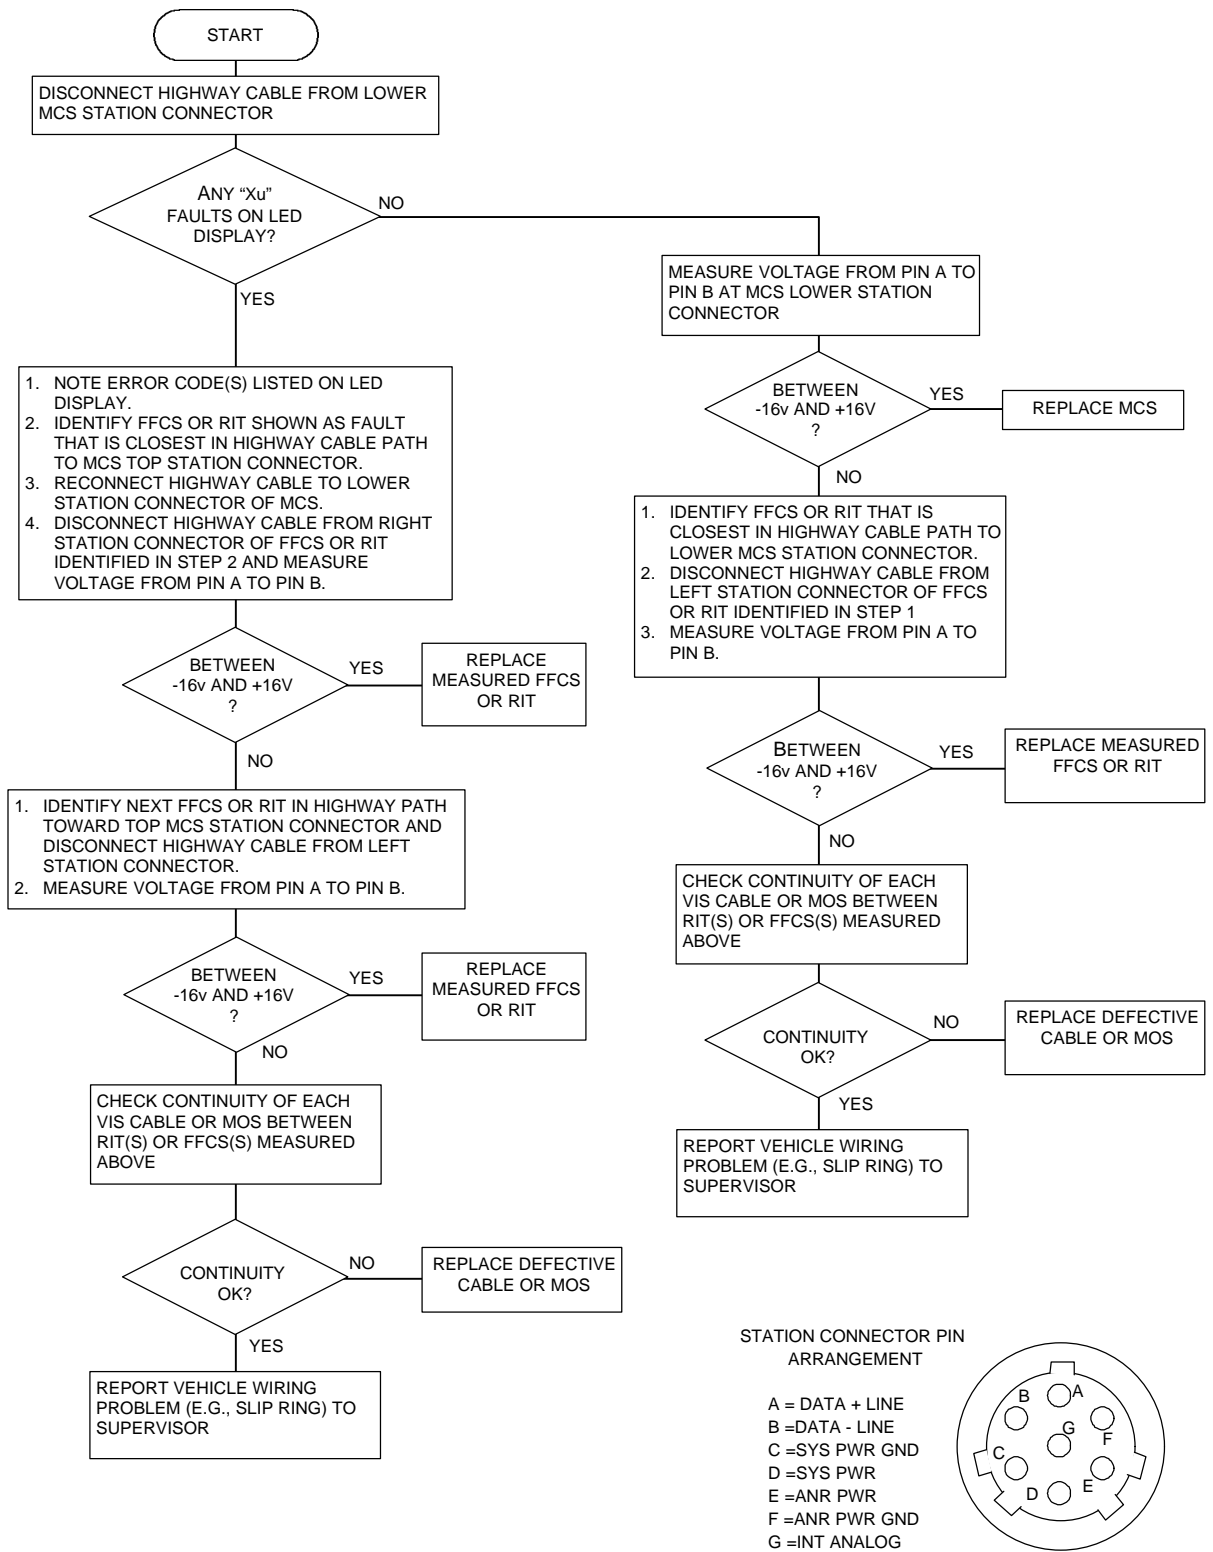 START
DISCONNECT HIGHWAY CABLE FROM LOWER
MCS STATION CONNECTOR
ANY “Xu”
FAULTS ON LED
DISPLAY?
NO
YES
1. NOTE ERROR CODE(S) LISTED ON LED
DISPLAY.
2. IDENTIFY FFCS OR RIT SHOWN AS FAULT
THAT IS CLOSEST IN HIGHWAY CABLE PATH
TO MCS TOP STATION CONNECTOR.
3. RECONNECT HIGHWAY CABLE TO LOWER
STATION CONNECTOR OF MCS.
4. DISCONNECT HIGHWAY CABLE FROM RIGHT
STATION CONNECTOR OF FFCS OR RIT
IDENTIFIED IN STEP 2 AND MEASURE
VOLTAGE FROM PIN A TO PIN B.
BETWEEN
-16v AND +16V
?
YES
REPLACE
MEASURED FFCS
OR RIT
NO
1. IDENTIFY NEXT FFCS OR RIT IN HIGHWAY PATH
TOWARD TOP MCS STATION CONNECTOR AND
DISCONNECT HIGHWAY CABLE FROM LEFT
STATION CONNECTOR.
2. MEASURE VOLTAGE FROM PIN A TO PIN B.
BETWEEN
-16v AND +16V
?
YES
REPLACE
MEASURED FFCS
OR RIT
NO
CHECK CONTINUITY OF EACH
VIS CABLE OR MOS BETWEEN
RIT(S) OR FFCS(S) MEASURED
ABOVE
CONTINUITY
OK?
NO
REPLACE DEFECTIVE
CABLE OR MOS
YES
REPORT VEHICLE WIRING
PROBLEM (E.G., SLIP RING) TO
SUPERVISOR
MEASURE VOLTAGE FROM PIN A TO
PIN B AT MCS LOWER STATION
CONNECTOR
BETWEEN
-16v AND +16V
?
YES
REPLACE MCS
NO
1. IDENTIFY FFCS OR RIT THAT IS
CLOSEST IN HIGHWAY CABLE PATH TO
LOWER MCS STATION CONNECTOR.
2. DISCONNECT HIGHWAY CABLE FROM
LEFT STATION CONNECTOR OF FFCS
OR RIT IDENTIFIED IN STEP 1
3. MEASURE VOLTAGE FROM PIN A TO
PIN B.
BETWEEN
-16v AND +16V
?
YES
REPLACE MEASURED
FFCS OR RIT
NO
CHECK CONTINUITY OF EACH
VIS CABLE OR MOS BETWEEN
RIT(S) OR FFCS(S) MEASURED
ABOVE
CONTINUITY
OK?
NO
REPLACE DEFECTIVE
CABLE OR MOS
YES
REPORT VEHICLE WIRING
PROBLEM (E.G., SLIP RING) TO
SUPERVISOR
STATION CONNECTOR PIN
ARRANGEMENT
A = DATA + LINE
B =DATA - LINE
C =SYS PWR GND
D =SYS PWR
E =ANR PWR
F =ANR PWR GND
G =INT ANALOG
A
B
G
F
C
E
D